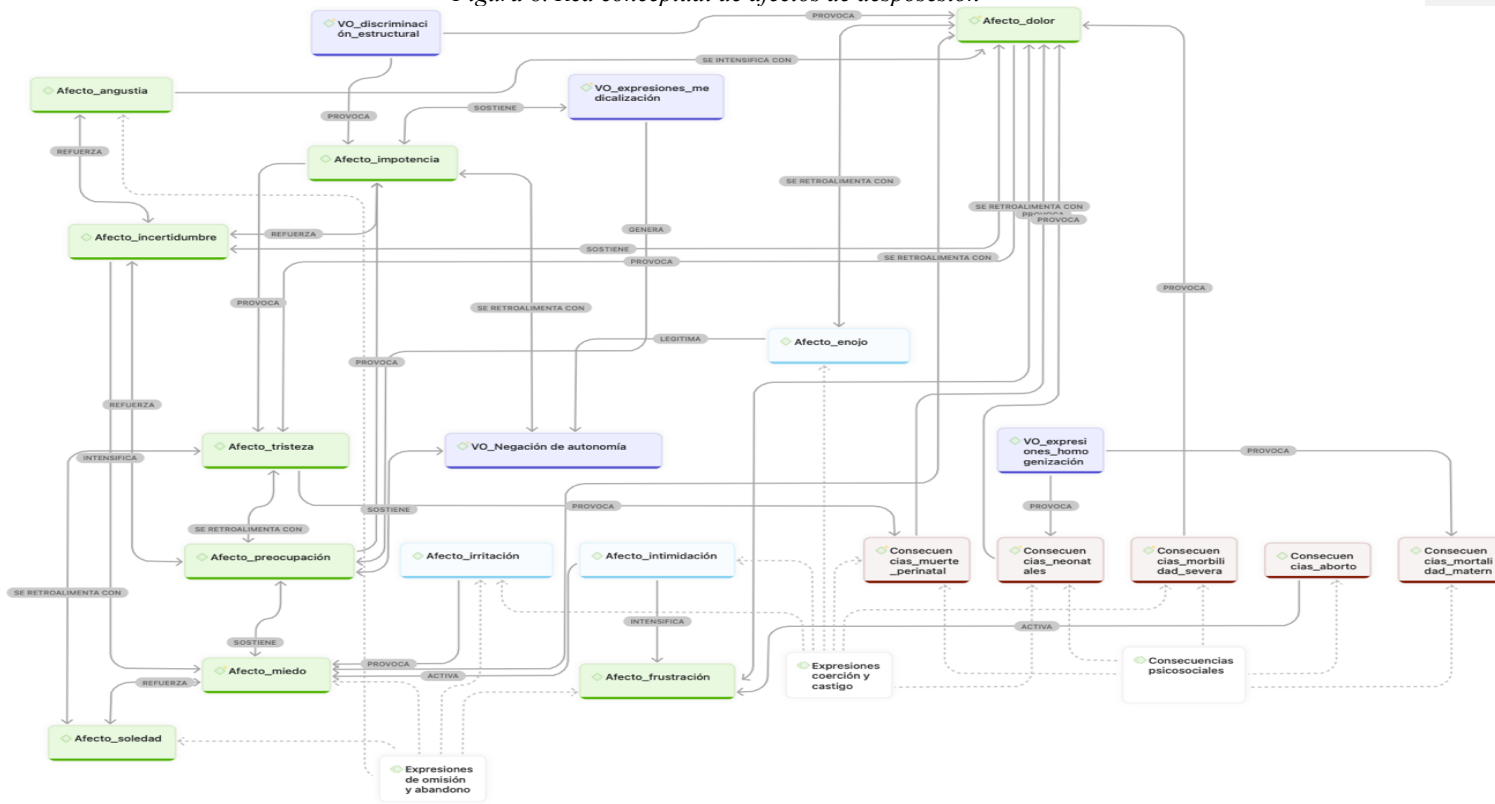 Figura 6. Red conceptual de afectos de desposesión
VO_discriminaci
ón_estructural
PROVOCA
Afecto_dolor
SE INTENSIFICA CON
Afecto_angustia
VO_expresiones_me
dicalización
SOSTIENE
PROVOCA
REFUERZA
Afecto_impotencia
SE RETROALIMENTA CON
SE RETROALIMENTA CON
PROVOCA
PROVOCA
Afecto_incertidumbre
REFUERZA
GENERA
SOSTIENE
PROVOCA
SE RETROALIMENTA CON
PROVOCA
PROVOCA
SE RETROALIMENTA CON
LEGITIMA
Afecto_enojo
PROVOCA
REFUERZA
Afecto_tristeza
VO_Negación de autonomía
VO_expresi
ones_homo
genización
PROVOCA
INTENSIFICA
SOSTIENE
PROVOCA
PROVOCA
SE RETROALIMENTA CON
Afecto_preocupación
Afecto_irritación
Afecto_intimidación
Consecuen
cias_muerte
_perinatal
Consecuen
cias_neonat
ales
Consecuen
cias_morbili
dad_severa
Consecuen
cias_aborto
Consecuen
cias_mortali
dad_matern
SE RETROALIMENTA CON
INTENSIFICA
ACTIVA
SOSTIENE
Afecto_miedo
PROVOCA
ACTIVA
REFUERZA
Afecto_frustración
Expresiones
coerción y
castigo
Consecuencias
psicosociales
Afecto_soledad
Expresiones
de omisión
y abandono